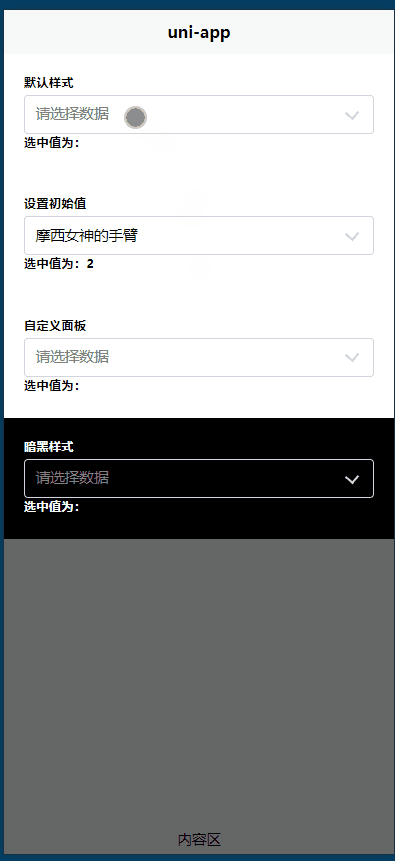 uni-app
默认样式
请选择数据
选中值为：
设置初始值
摩西女神的手臂
选中值为：2
自定义面板
请选择数据
选中值为：
暗黑样式
请选择数据
选中值为：
内容区